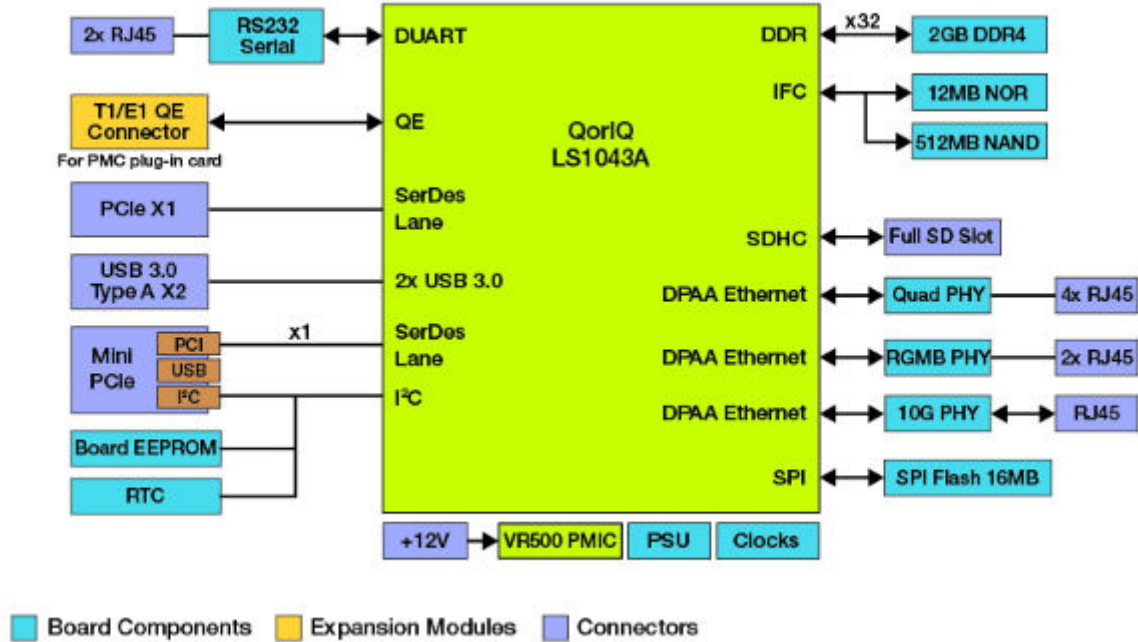 2x RJ45
RS232
Serial
DUART
DDR
x32
2GB DDR4
T1/E1 QE
Connector
For PMC plug-in card
QE
IFC
12MB NOR
512MB NAND
QorIQ
LS1043A
PCIe X1
SerDes
Lane
SDHC
Full SD Slot
USB 3.0
Type A X2
2x USB 3.0
DPAA Ethernet
Quad PHY
4x RJ45
Mini
PCIe
PCI
USB
I²C
x1
SerDes
Lane
I²C
DPAA Ethernet
RGMB PHY
2x RJ45
DPAA Ethernet
10G PHY
RJ45
Board EEPROM
RTC
SPI
SPI Flash 16MB
+12V
VR500 PMIC
PSU
Clocks
Board Components
Expansion Modules
Connectors